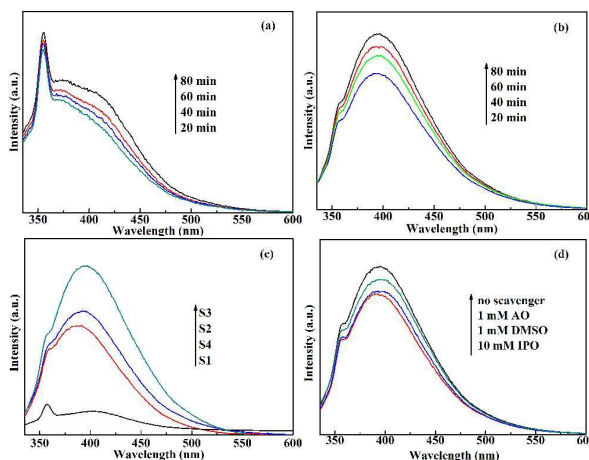 (a)
80 min
60 min
40 min
20 min
Intensity (a.u.)
350 400 450 500 550 600
Wavelength (nm)
(b)
80 min
60 min
40 min
20 min
Intensity (a.u.)
350 400 450 500 550 600
Wavelength (nm)
(c)
S3
S2
S4
S1
Intensity (a.u.)
350 400 450 500 550 600
Wavelength (nm)
(d)
no scavenger
1 mM AO
1 mM DMSO
10 mM IPO
Intensity (a.u.)
350 400 450 500 550 600
Wavelength (nm)